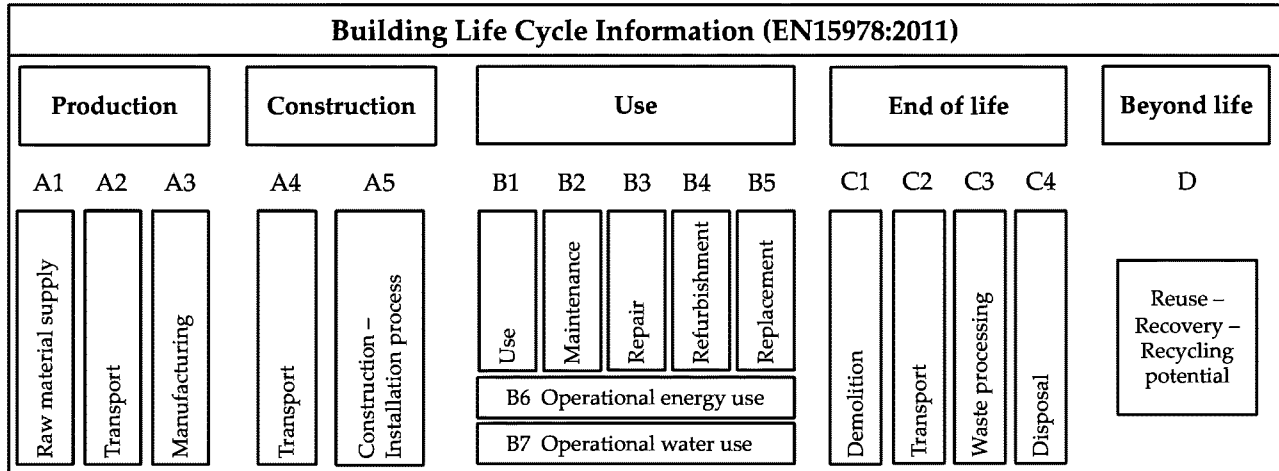 Building Life Cycle Information (EN15978:2011)
Production
Construction
Use
End of life
Beyond life
A1
A2
A3
A4
A5
B1
B2
B3
B4
B5
C1
C2
C3
C4
D
Raw material supply
Transport
Manufacturing
Transport
Construction –
Installation process
Use
Maintenance
Repair
Refurbishment
Replacement
B6 Operational energy use
B7 Operational water use
Demolition
Transport
Waste processing
Disposal
Reuse –
Recovery –
Recycling
potential